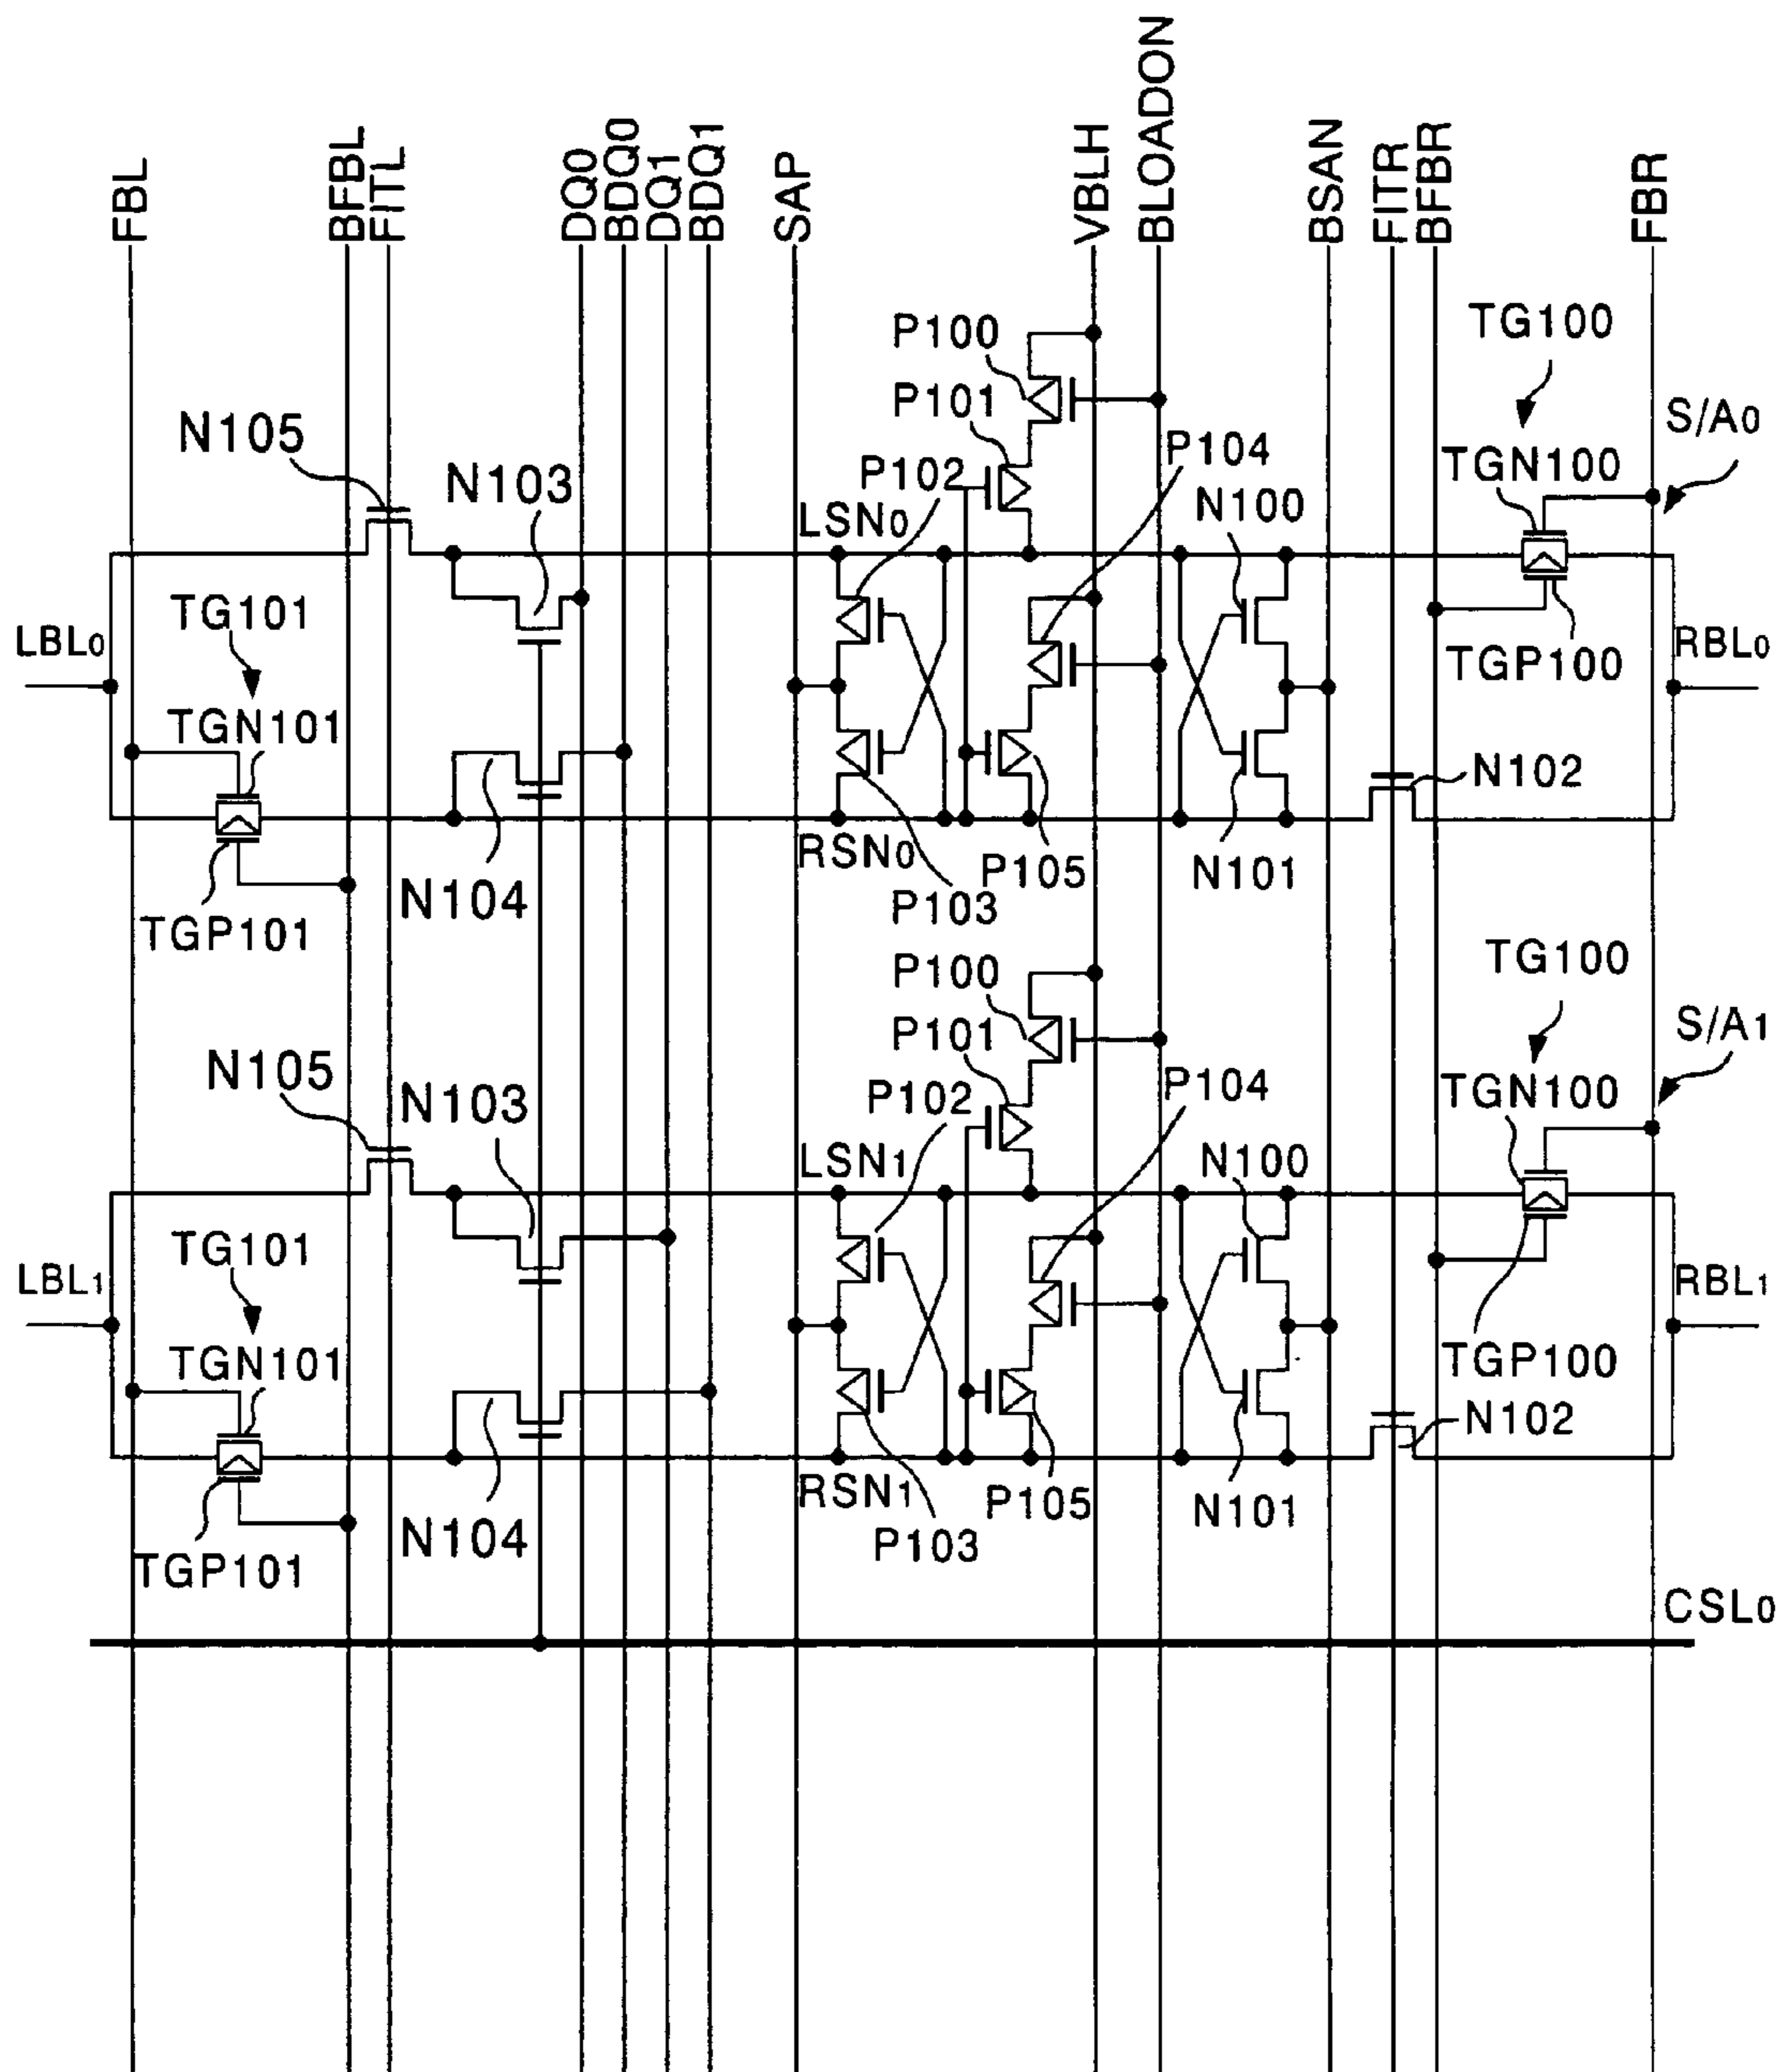 FBL
BFBL
FITL
DQ0
BDQ0
DQ1
BDQ1
SAP
VBLH
BLOADON
BSAN
FITR
BFBR
FBR
P100
TG100
P101
S/A0
N105
N103
P102
P104
TGN100
N100
LSN0
TG101
LBL0
TGP100
RBL0
TGN101
N102
RSN0
P105
N101
N104
P103
TGP101
P100
TG100
P101
S/A1
N105
N103
P102
P104
TGN100
LSN1
N100
TG101
LBL1
RBL1
TGN101
TGP100
N102
RSN1
P105
N101
N104
P103
TGP101
CSL0